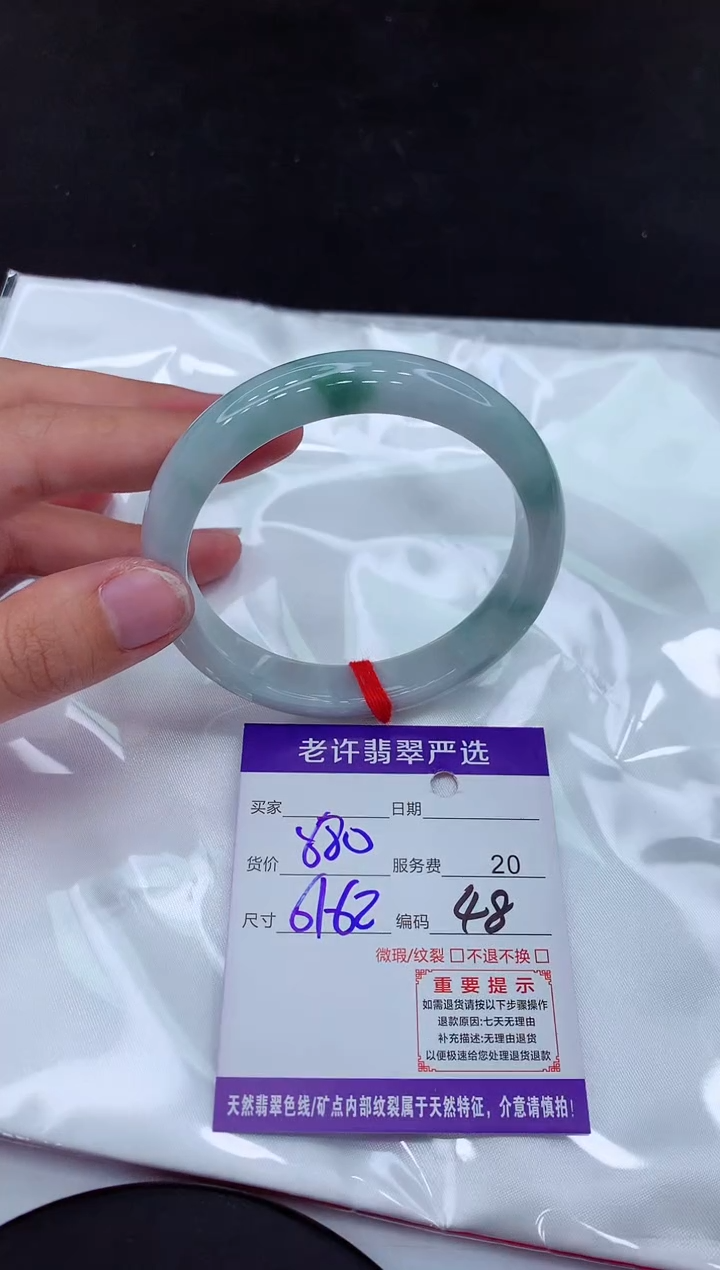 老许翡翠严选
买家 日期
货价 880 服务费 20
尺寸 61-62 编码 48
微瑕/纹裂 □ 不退不换 □
重要提示
如需退货请按以下步骤操作
退款原因:七天无理由
补充描述:无理由退货
以便极速给您处理退货退款
天然翡翠色线/矿点内部纹裂属于天然特征，介意请慎拍！